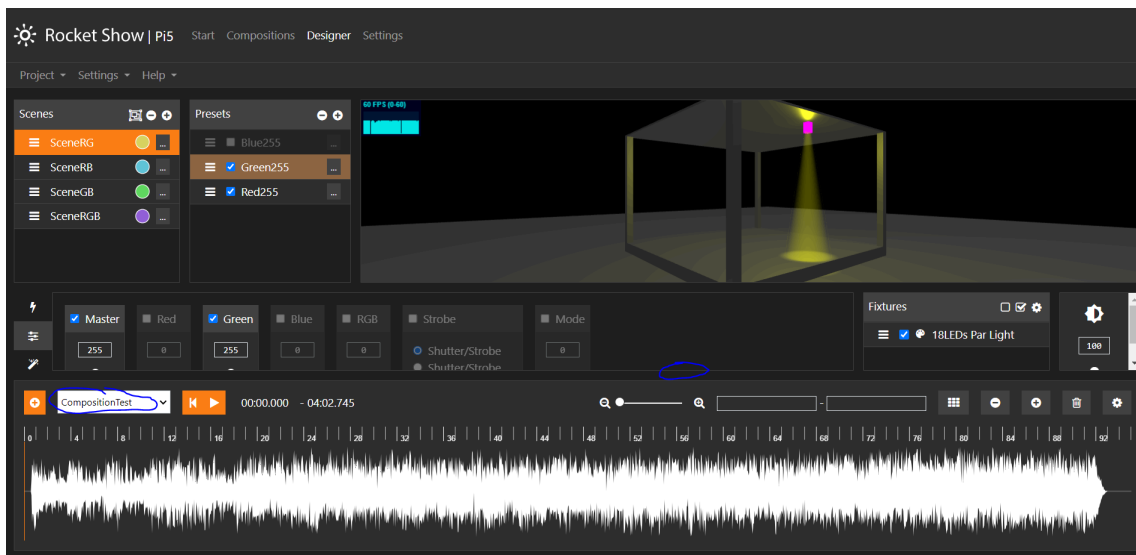 Rocket Show | Pi5 Start Compositions Designer Settings
Project Settings Help
Scenes
SceneRG ...
SceneRB ...
SceneGB ...
SceneRGB ...
Presets
Blue255 ...
Green255 ...
Red255 ...
60 FPS (0-60)
Master Red Green Blue RGB Strobe Mode
255 0 255 0 0 Shutter/Strobe 0
Shutter/Strobe
Fixtures
18LEDs Par Light
100
CompositionTest 00:00.000 - 04:02.745 -
0 4 8 12 16 20 24 28 32 36 40 44 48 52 56 60 64 68 72 76 80 84 88 92